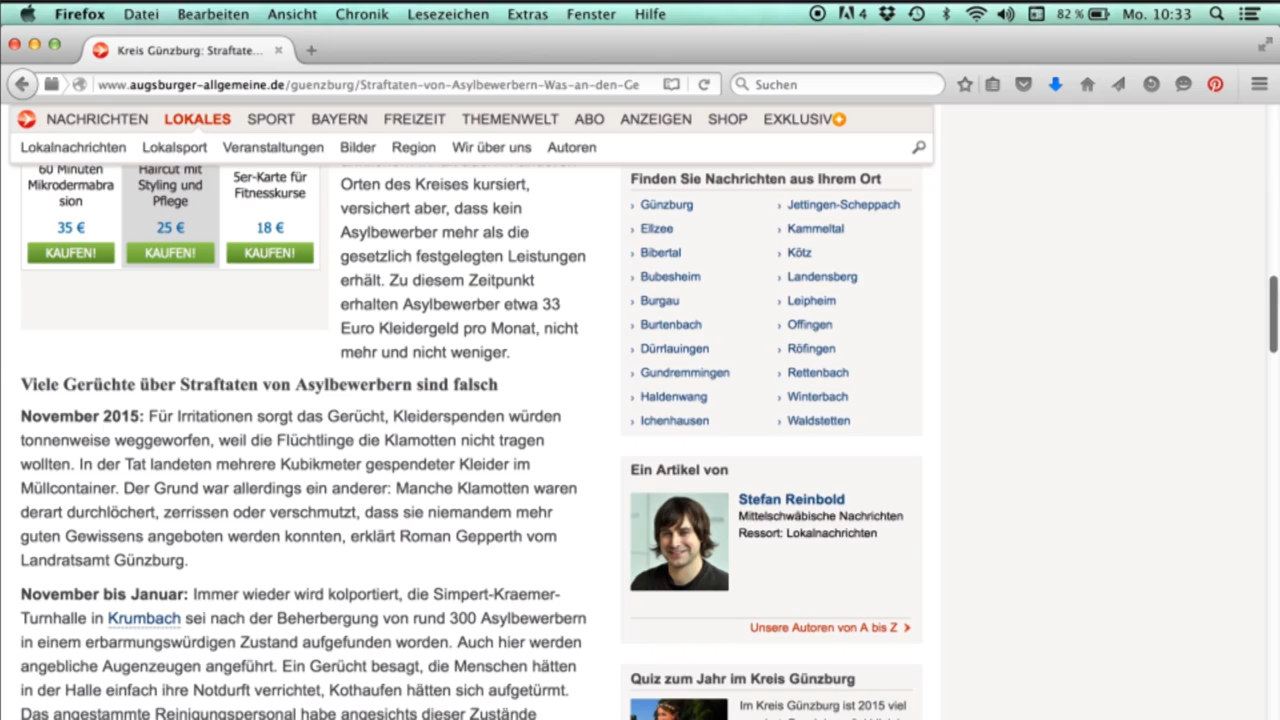 Firefox Datei Bearbeiten Ansicht Chronik Lesezeichen Extras Fenster Hilfe 4 82 % Mo. 10:33
Kreis Günzburg: Straftate...
www.augsburger-allgemeine.de/guenzburg/Straftaten-von-Asylbewerbern-Was-an-den-Ge
Suchen
NACHRICHTEN LOKALES SPORT BAYERN FREIZEIT THEMENWELT ABO ANZEIGEN SHOP EXKLUSIV
Lokalnachrichten Lokalsport Veranstaltungen Bilder Region Wir über uns Autoren
60 Minuten
Mikrodermabra
sion
35 €
KAUFEN!
Haircut mit
Styling und
Pflege
25 €
KAUFEN!
5er-Karte für
Fitnesskurse
18 €
KAUFEN!
Orten des Kreises kursiert,
versichert aber, dass kein
Asylbewerber mehr als die
gesetzlich festgelegten Leistungen
erhält. Zu diesem Zeitpunkt
erhalten Asylbewerber etwa 33
Euro Kleidergeld pro Monat, nicht
mehr und nicht weniger.
Viele Gerüchte über Straftaten von Asylbewerbern sind falsch
November 2015: Für Irritationen sorgt das Gerücht, Kleiderspenden würden
tonnenweise weggeworfen, weil die Flüchtlinge die Klamotten nicht tragen
wollten. In der Tat landeten mehrere Kubikmeter gespendeter Kleider im
Müllcontainer. Der Grund war allerdings ein anderer: Manche Klamotten waren
derart durchlöchert, zerrissen oder verschmutzt, dass sie niemandem mehr
guten Gewissens angeboten werden konnten, erklärt Roman Gepperth vom
Landratsamt Günzburg.
November bis Januar: Immer wieder wird kolportiert, die Simpert-Kraemer-
Turnhalle in Krumbach sei nach der Beherbergung von rund 300 Asylbewerbern
in einem erbarmungswürdigen Zustand aufgefunden worden. Auch hier werden
angebliche Augenzeugen angeführt. Ein Gerücht besagt, die Menschen hätten
in der Halle einfach ihre Notdurft verrichtet, Kothaufen hätten sich aufgetürmt.
Das angestammte Reinigungspersonal habe angesichts dieser Zustände
Finden Sie Nachrichten aus Ihrem Ort
Günzburg
Ellzee
Bibertal
Bubesheim
Burgau
Burtenbach
Dürrlauingen
Gundremmingen
Haldenwang
Ichenhausen
Jettingen-Scheppach
Kammeltal
Kötz
Landensberg
Leipheim
Offingen
Röfingen
Rettenbach
Winterbach
Waldstetten
Ein Artikel von
Stefan Reinbold
Mittelschwäbische Nachrichten
Ressort: Lokalnachrichten
Unsere Autoren von A bis Z
Quiz zum Jahr im Kreis Günzburg
Im Kreis Günzburg ist 2015 viel